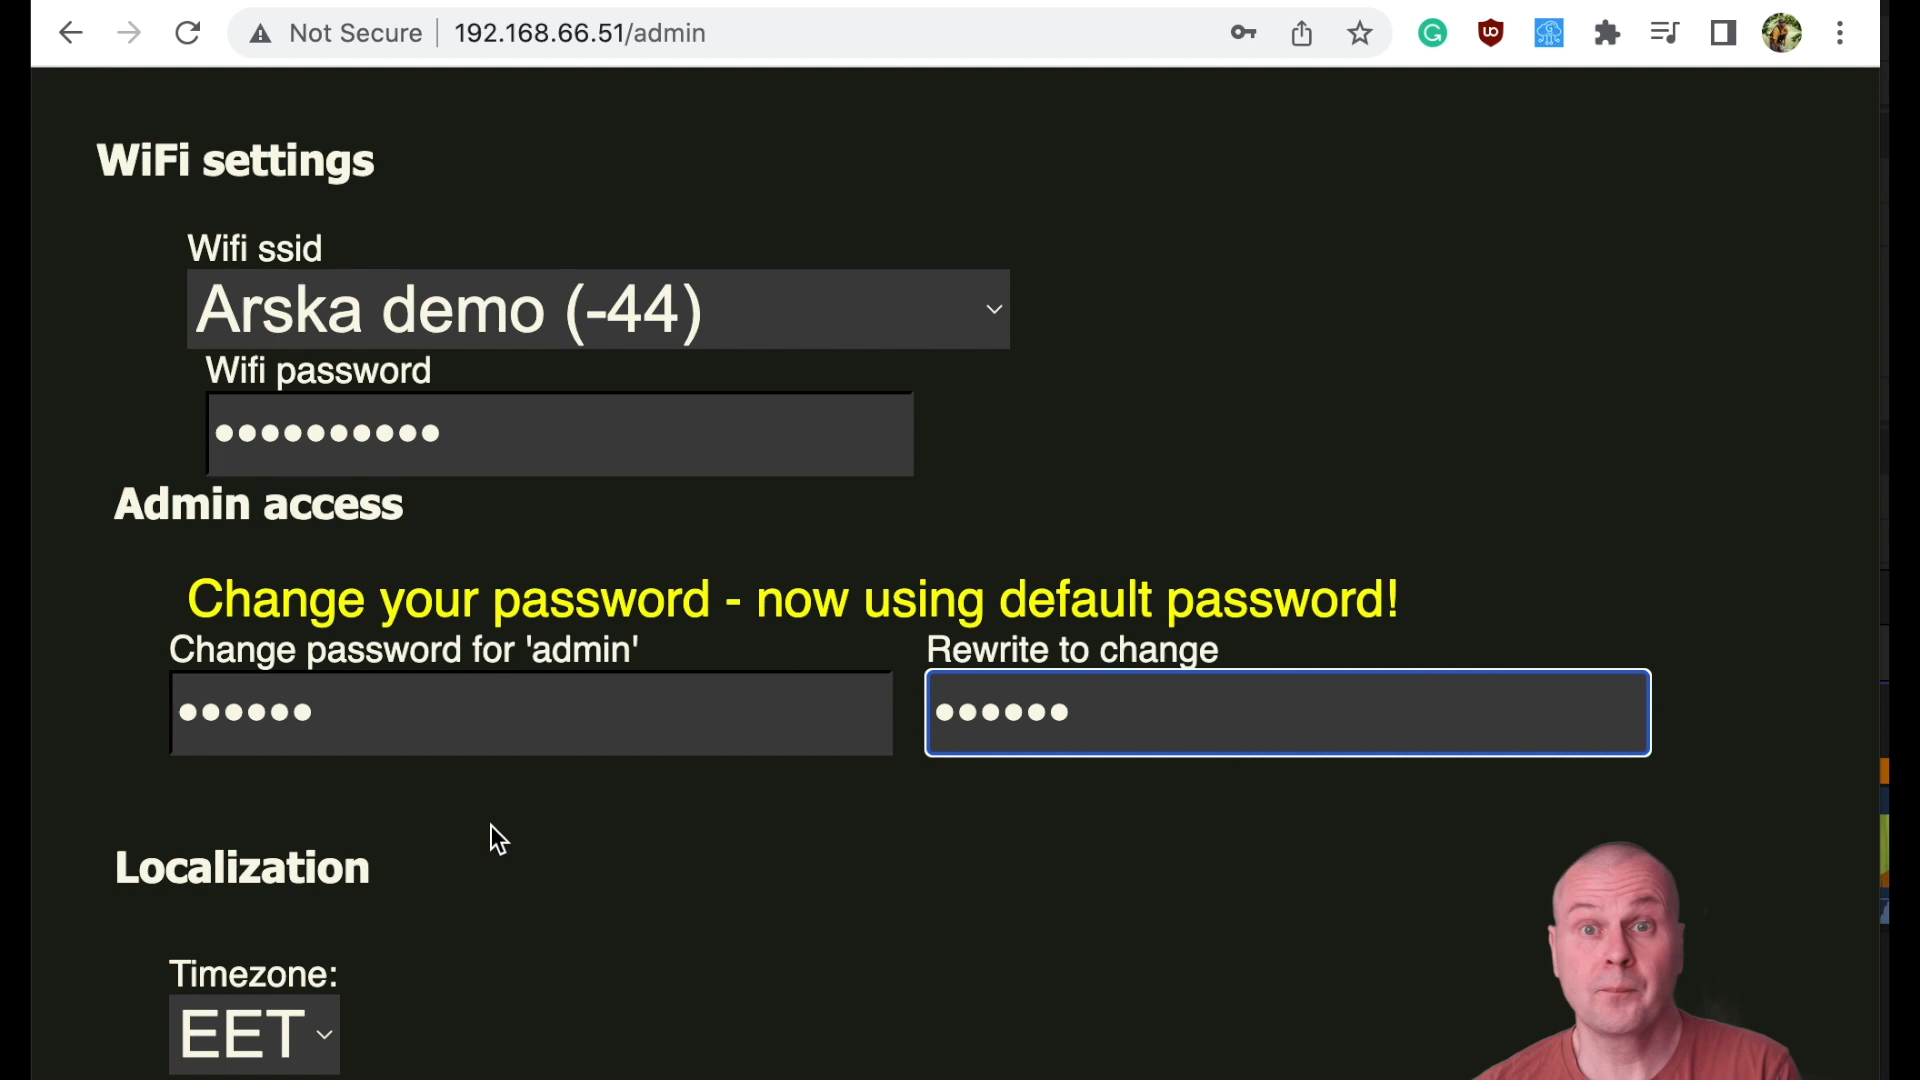 Not Secure 192.168.66.51/admin
WiFi settings
Wifi ssid
Arska demo (-44)
Wifi password
Admin access
Change your password - now using default password!
Change password for 'admin' Rewrite to change
Localization
Timezone:
EET